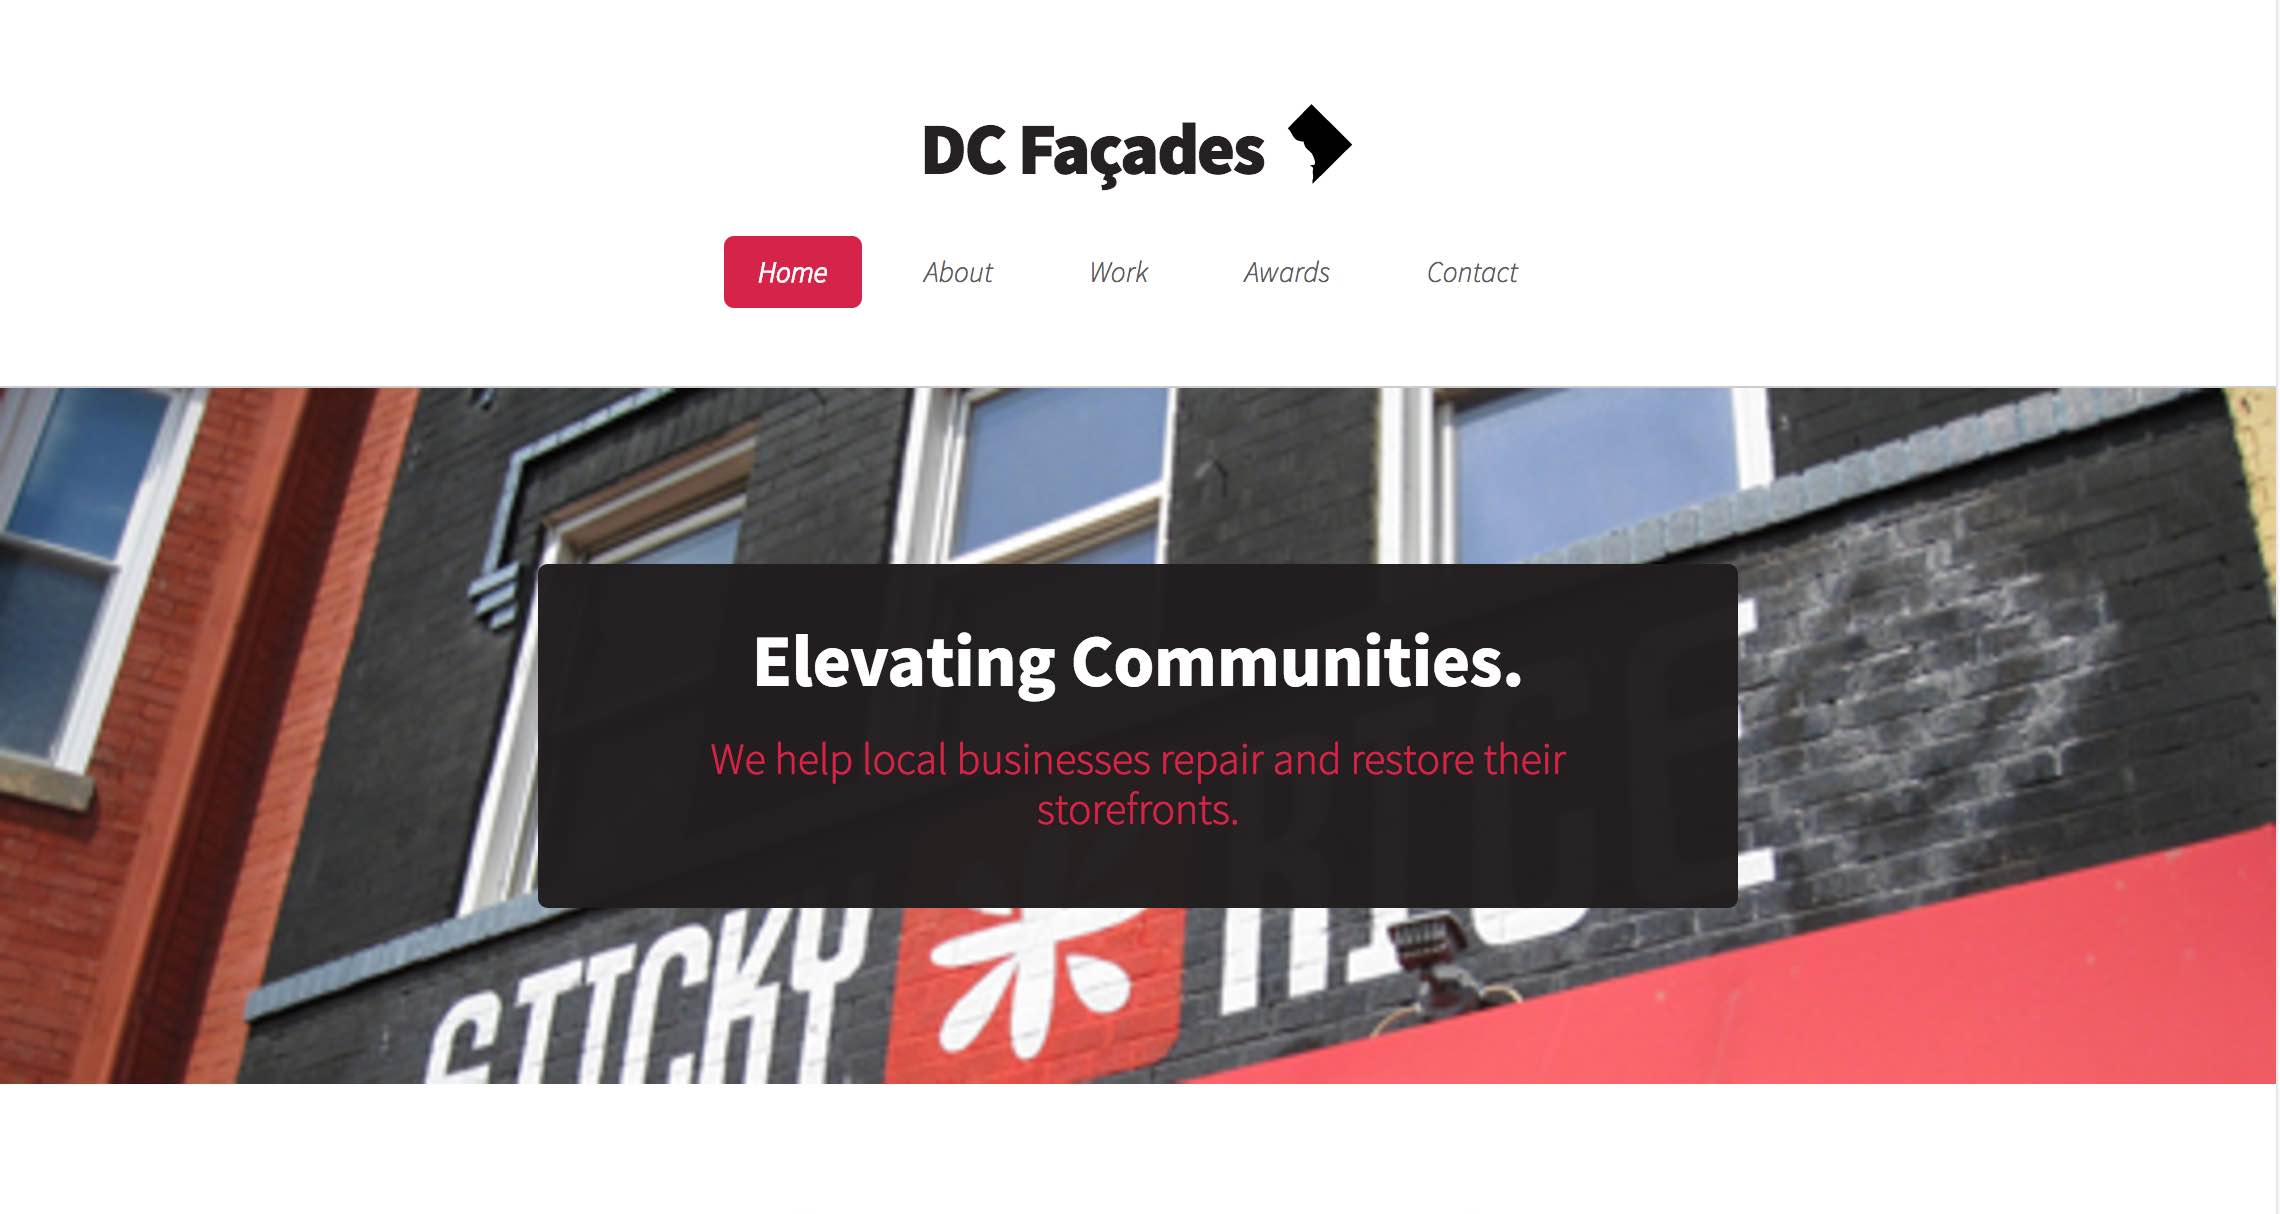 DC Façades
Home About Work Awards Contact
Elevating Communities.
We help local businesses repair and restore their
storefronts.
STICKY RICE